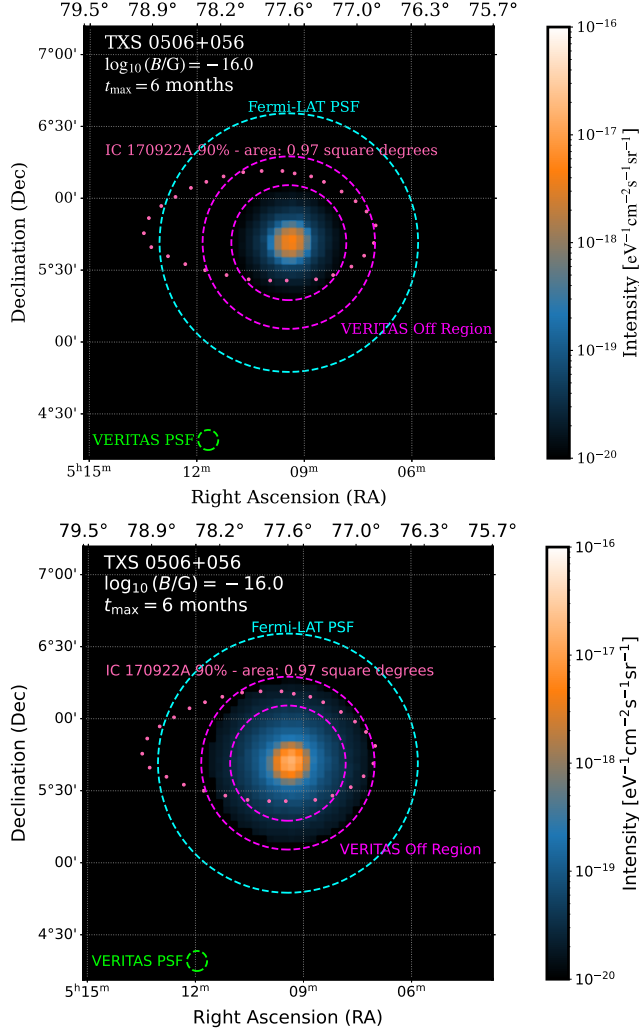 79.5° 78.9° 78.2° 77.6° 77.0° 76.3° 75.7°
TXS 0506+056
log₁₀(B/G) = −16.0
tₘₐₓ = 6 months
Fermi-LAT PSF
IC 170922A 90% - area: 0.97 square degrees
VERITAS Off Region
VERITAS PSF
7°00'
6°30'
00'
5°30'
00'
4°30'
Declination (Dec)
5ʰ15ᵐ 12ᵐ 09ᵐ 06ᵐ
Right Ascension (RA)
10⁻¹⁶
10⁻¹⁷
10⁻¹⁸
10⁻¹⁹
10⁻²⁰
Intensity [eV⁻¹cm⁻²s⁻¹sr⁻¹]
79.5° 78.9° 78.2° 77.6° 77.0° 76.3° 75.7°
TXS 0506+056
log₁₀(B/G) = −16.0
tₘₐₓ = 6 months
Fermi-LAT PSF
IC 170922A 90% - area: 0.97 square degrees
VERITAS Off Region
VERITAS PSF
7°00'
6°30'
00'
5°30'
00'
4°30'
Declination (Dec)
5ʰ15ᵐ 12ᵐ 09ᵐ 06ᵐ
Right Ascension (RA)
10⁻¹⁶
10⁻¹⁷
10⁻¹⁸
10⁻¹⁹
10⁻²⁰
Intensity [eV⁻¹cm⁻²s⁻¹sr⁻¹]